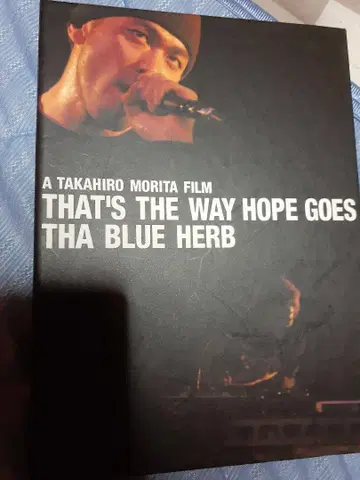 A TAKAHIRO MORITA FILM
THAT'S THE WAY HOPE GOES
THA BLUE HERB